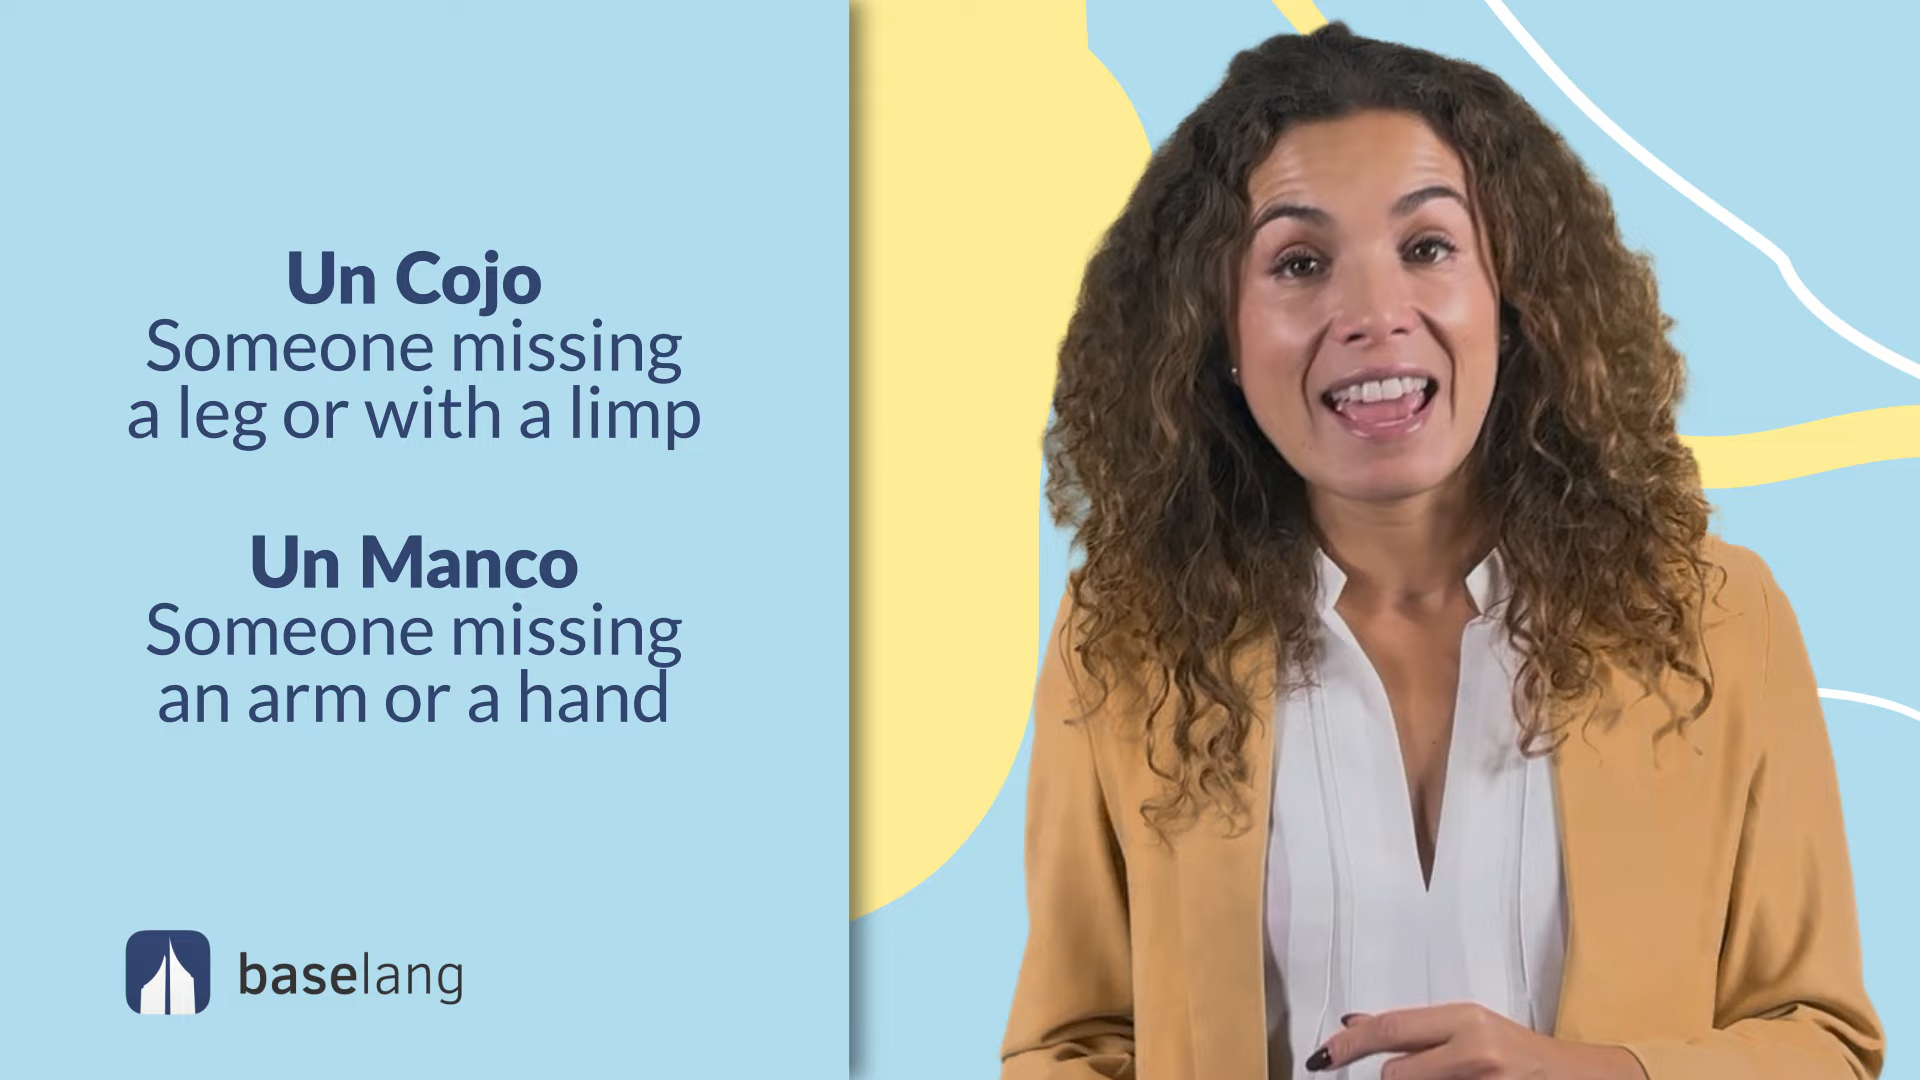 Un Cojo
Someone missing
a leg or with a limp
Un Manco
Someone missing
an arm or a hand
baselang